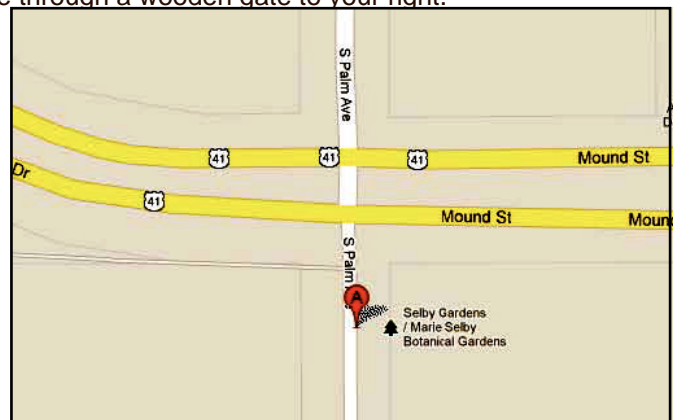 through a wooden gate to your right.
S Palm Ave
41
41
41
Mound St
Dr
41
Mound St
S Palm
A
Selby Gardens
/ Marie Selby
Botanical Gardens